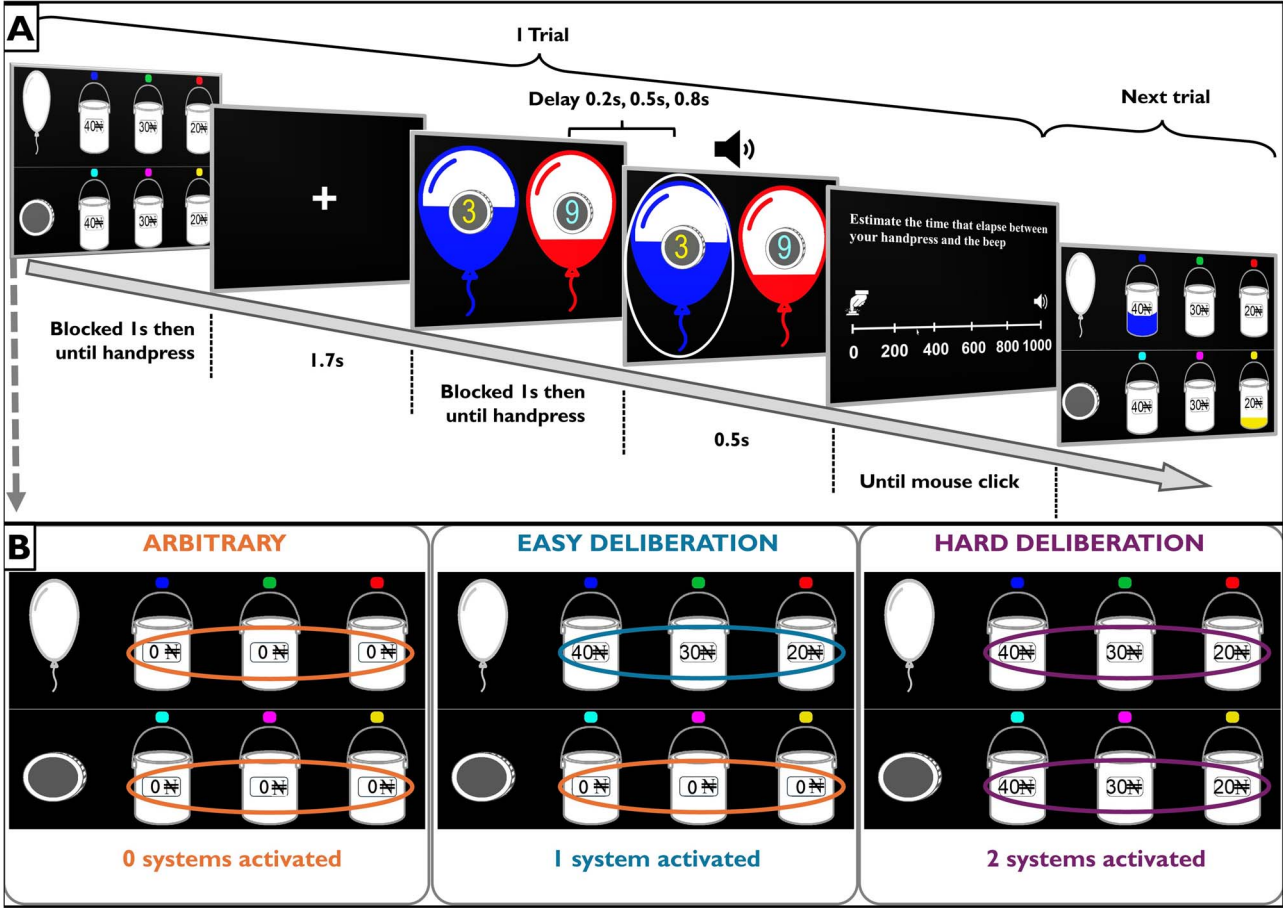 A
1 Trial
Delay 0.2s, 0.5s, 0.8s
Next trial
40₦ 30₦ 20₦
40₦ 30₦ 20₦
+
3 9
3 9
Estimate the time that elapse between
your handpress and the beep
0 200 400 600 800 1000
40₦ 30₦ 20₦
40₦ 30₦ 20₦
Blocked 1s then
until handpress
1.7s
Blocked 1s then
until handpress
0.5s
Until mouse click
B
ARBITRARY
0 ₦ 0 ₦ 0 ₦
0 ₦ 0 ₦ 0 ₦
0 systems activated
EASY DELIBERATION
40₦ 30₦ 20₦
0 ₦ 0 ₦ 0 ₦
1 system activated
HARD DELIBERATION
40₦ 30₦ 20₦
40₦ 30₦ 20₦
2 systems activated